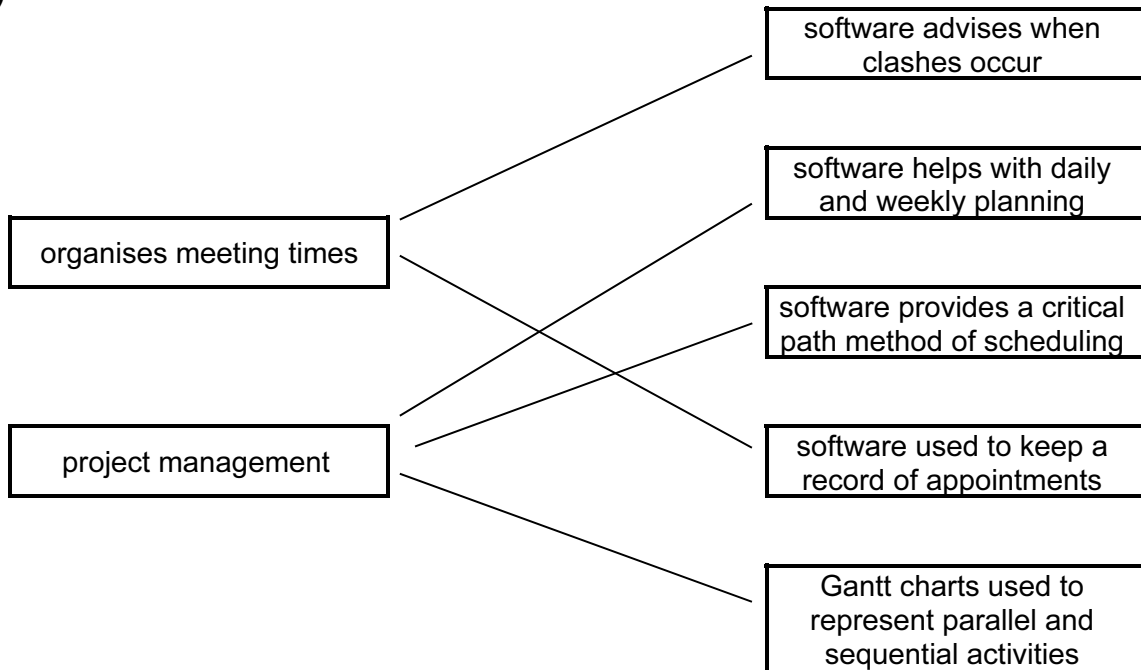 software advises when
clashes occur
software helps with daily
and weekly planning
organises meeting times
software provides a critical
path method of scheduling
project management
software used to keep a
record of appointments
Gantt charts used to
represent parallel and
sequential activities